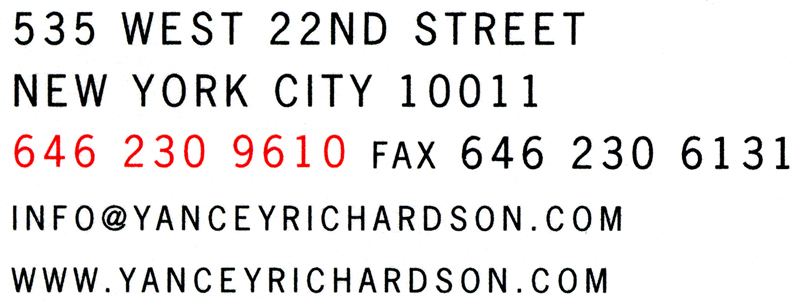 535 WEST 22ND STREET
NEW YORK CITY 10011
646 230 9610 FAX 646 230 6131
INFO@YANCEYRICHARDSON.COM
WWW.YANCEYRICHARDSON.COM